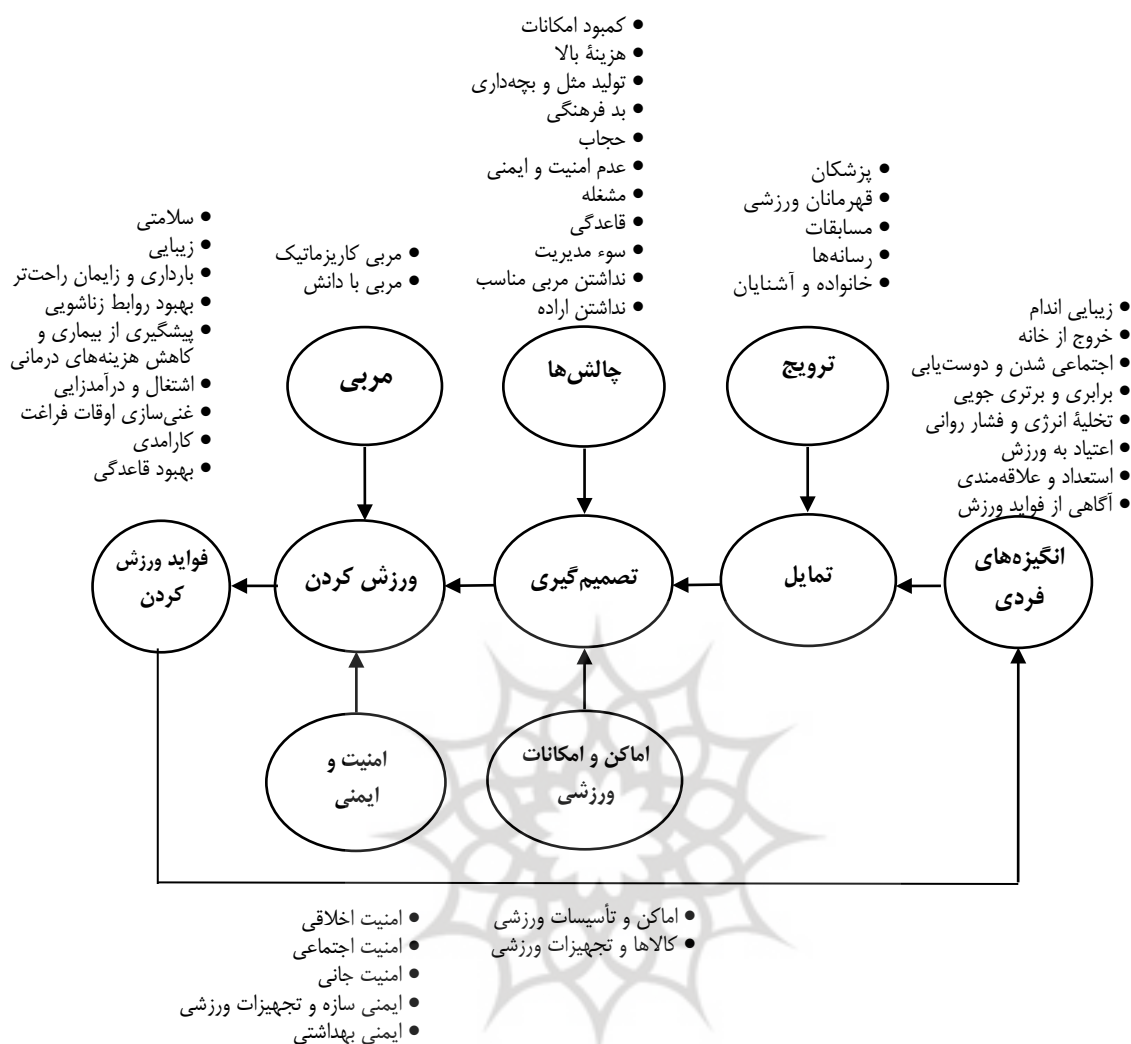 • کمبود امکانات
• هزینهٔ بالا
• تولید مثل و بچه‌داری
• بد فرهنگی
• حجاب
• عدم امنیت و ایمنی
• مشغله
• قاعدگی
• سوء مدیریت
• نداشتن مربی مناسب
• نداشتن اراده
• پزشکان
• قهرمانان ورزشی
• مسابقات
• رسانه‌ها
• خانواده و آشنایان
• زیبایی اندام
• خروج از خانه
• اجتماعی شدن و دوست‌یابی
• برابری و برتری جویی
• تخلیهٔ انرژی و فشار روانی
• اعتیاد به ورزش
• استعداد و علاقه‌مندی
• آگاهی از فواید ورزش
• مربی کاریزماتیک
• مربی با دانش
• سلامتی
• زیبایی
• بارداری و زایمان راحت‌تر
• بهبود روابط زناشویی
• پیشگیری از بیماری و
کاهش هزینه‌های درمانی
• اشتغال و درآمدزایی
• غنی‌سازی اوقات فراغت
• کارامدی
• بهبود قاعدگی
ترویج
چالش‌ها
مربی
انگیزه‌های
فردی
تمایل
تصمیم‌گیری
ورزش کردن
فواید ورزش
کردن
اماکن و امکانات
ورزشی
امنیت و
ایمنی
• اماکن و تأسیسات ورزشی
• کالاها و تجهیزات ورزشی
• امنیت اخلاقی
• امنیت اجتماعی
• امنیت جانی
• ایمنی سازه و تجهیزات ورزشی
• ایمنی بهداشتی